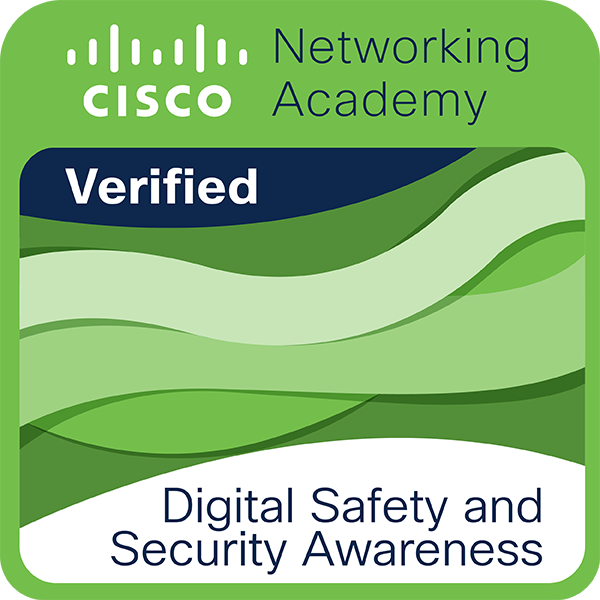 CISCO
Networking
Academy
Verified
Digital Safety and
Security Awareness